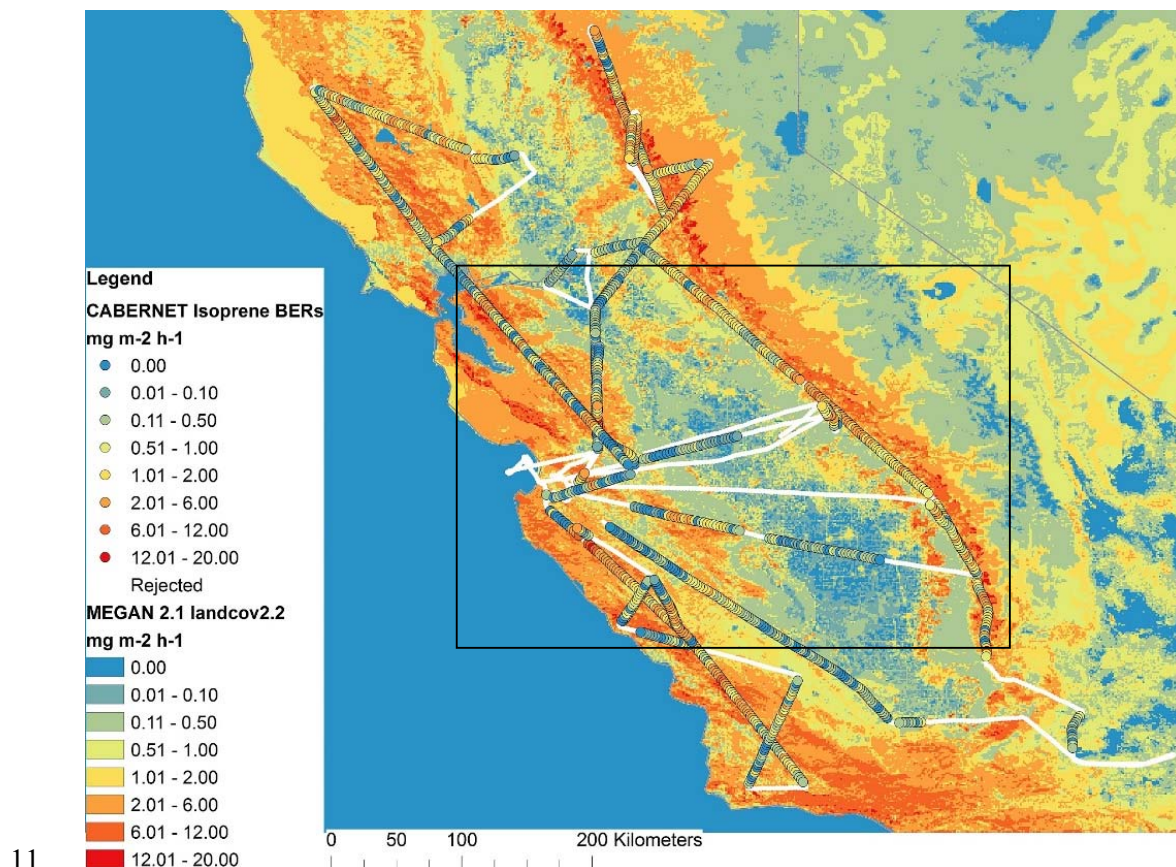 Legend
CABERNET Isoprene BERs
mg m-2 h-1
0.00
0.01 - 0.10
0.11 - 0.50
0.51 - 1.00
1.01 - 2.00
2.01 - 6.00
6.01 - 12.00
12.01 - 20.00
Rejected
MEGAN 2.1 landcov2.2
mg m-2 h-1
0.00
0.01 - 0.10
0.11 - 0.50
0.51 - 1.00
1.01 - 2.00
2.01 - 6.00
6.01 - 12.00
12.01 - 20.00
0 50 100 200 Kilometers
11